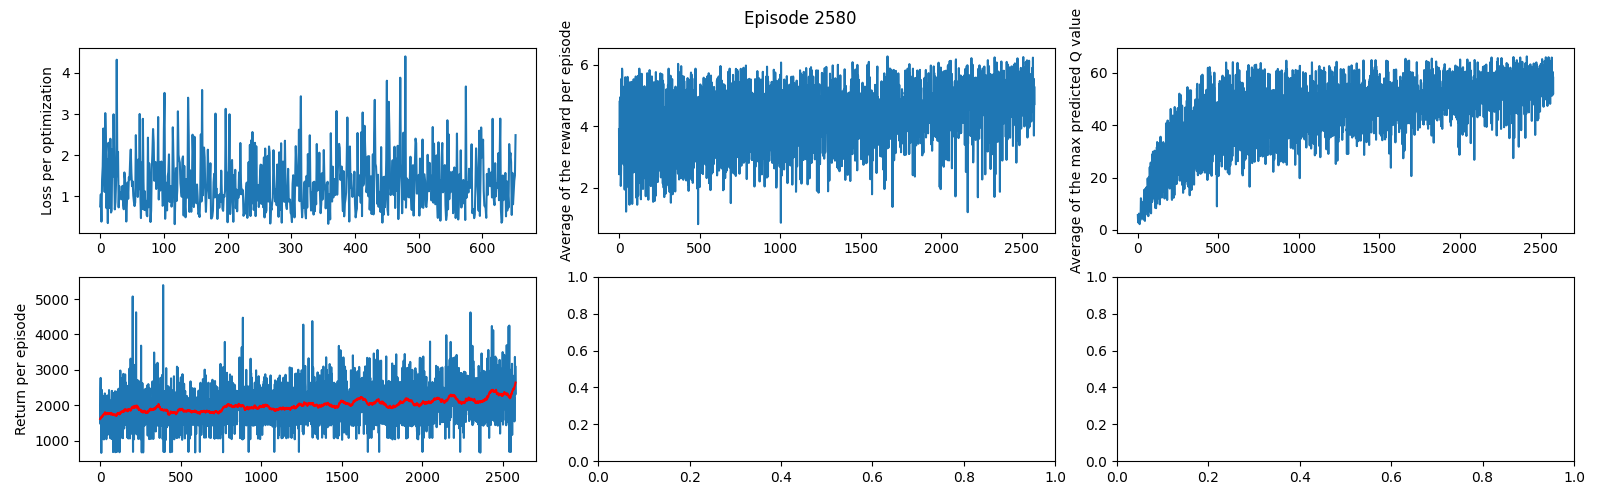 Episode 2580
Loss per optimization
4
3
2
1
0 100 200 300 400 500 600
Average of the reward per episode
6
4
2
0 500 1000 1500 2000 2500
Average of the max predicted Q value
60
40
20
0
0 500 1000 1500 2000 2500
Return per episode
5000
4000
3000
2000
1000
0 500 1000 1500 2000 2500
1.0
0.8
0.6
0.4
0.2
0.0
0.0 0.2 0.4 0.6 0.8 1.0
1.0
0.8
0.6
0.4
0.2
0.0
0.0 0.2 0.4 0.6 0.8 1.0